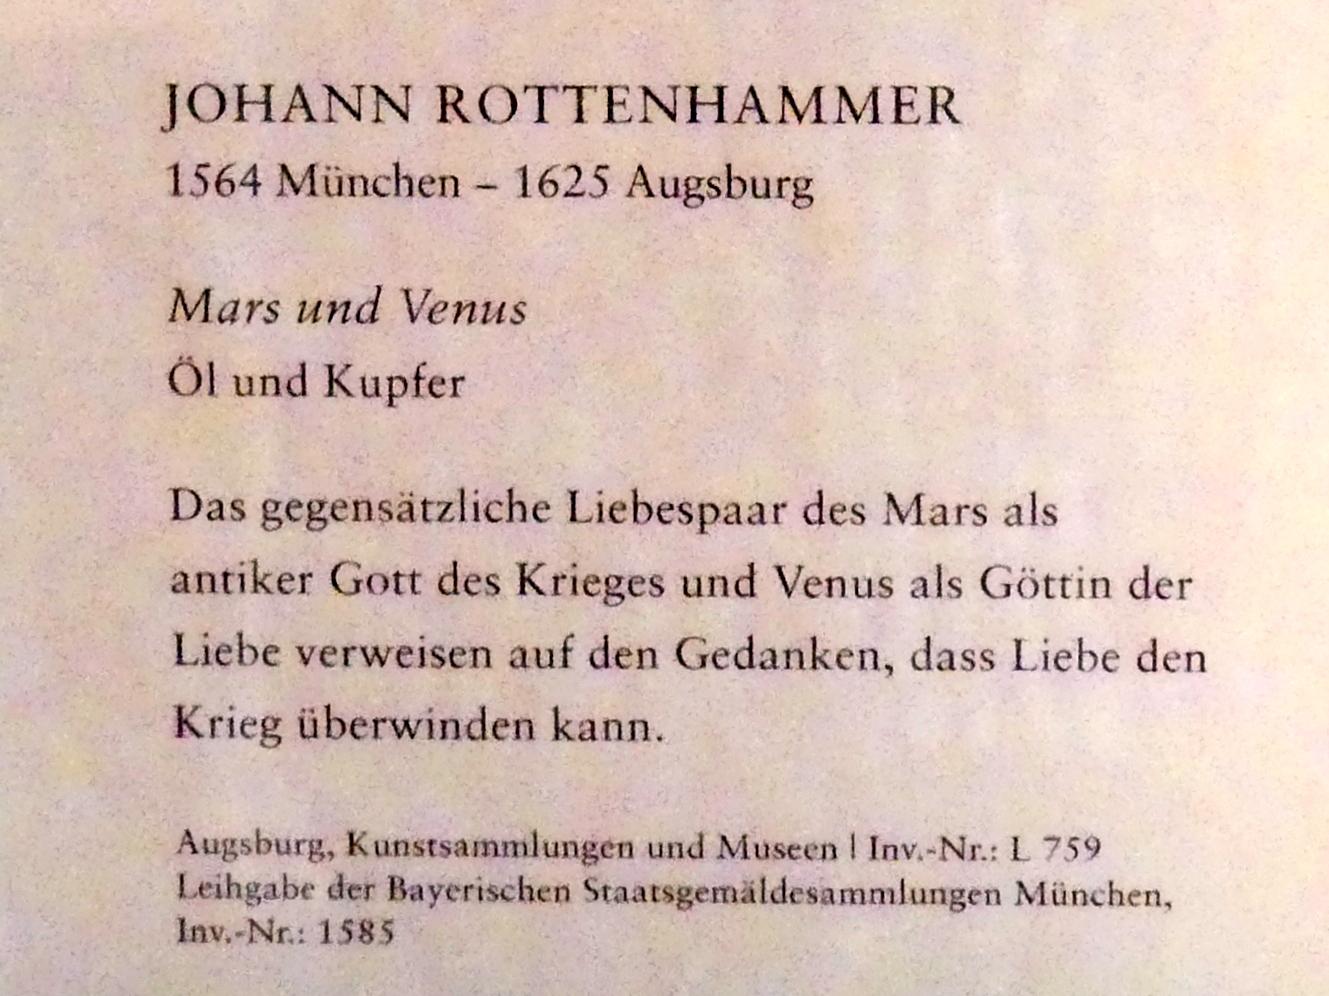 JOHANN ROTTENHAMMER
1564 München – 1625 Augsburg
Mars und Venus
Öl und Kupfer
Das gegensätzliche Liebespaar des Mars als
antiker Gott des Krieges und Venus als Göttin der
Liebe verweisen auf den Gedanken, dass Liebe den
Krieg überwinden kann.
Augsburg, Kunstsammlungen und Museen | Inv.-Nr.: L 759
Leihgabe der Bayerischen Staatsgemäldesammlungen München,
Inv.-Nr.: 1585